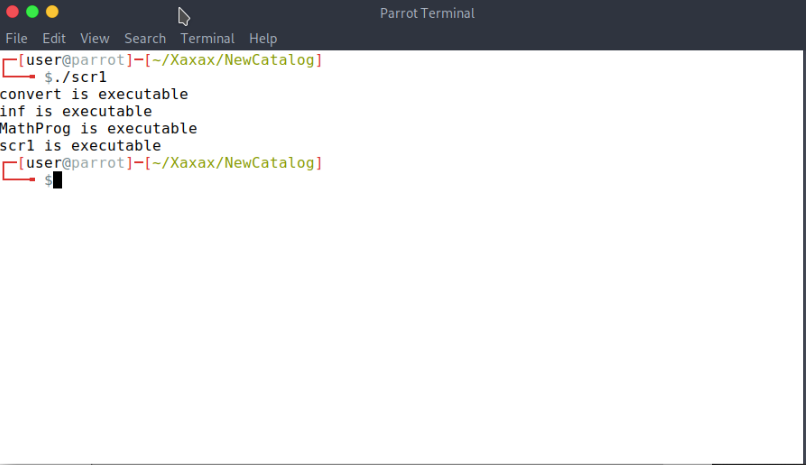 Parrot Terminal
File Edit View Search Terminal Help
┌─[user@parrot]─[~/Xaxax/NewCatalog]
└──╼ $./scr1
convert is executable
inf is executable
MathProg is executable
scr1 is executable
┌─[user@parrot]─[~/Xaxax/NewCatalog]
└──╼ $